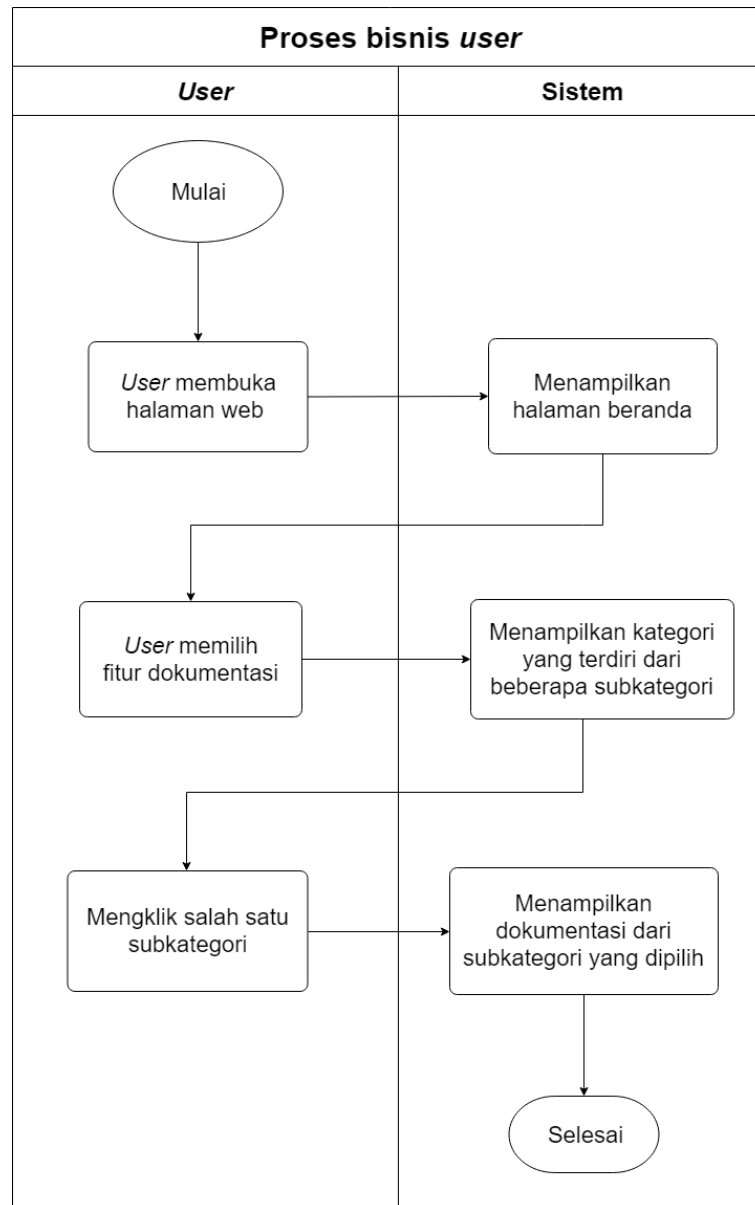 Proses bisnis user
User
Sistem
Mulai
User membuka
halaman web
Menampilkan
halaman beranda
User memilih
fitur dokumentasi
Menampilkan kategori
yang terdiri dari
beberapa subkategori
Mengklik salah satu
subkategori
Menampilkan
dokumentasi dari
subkategori yang dipilih
Selesai